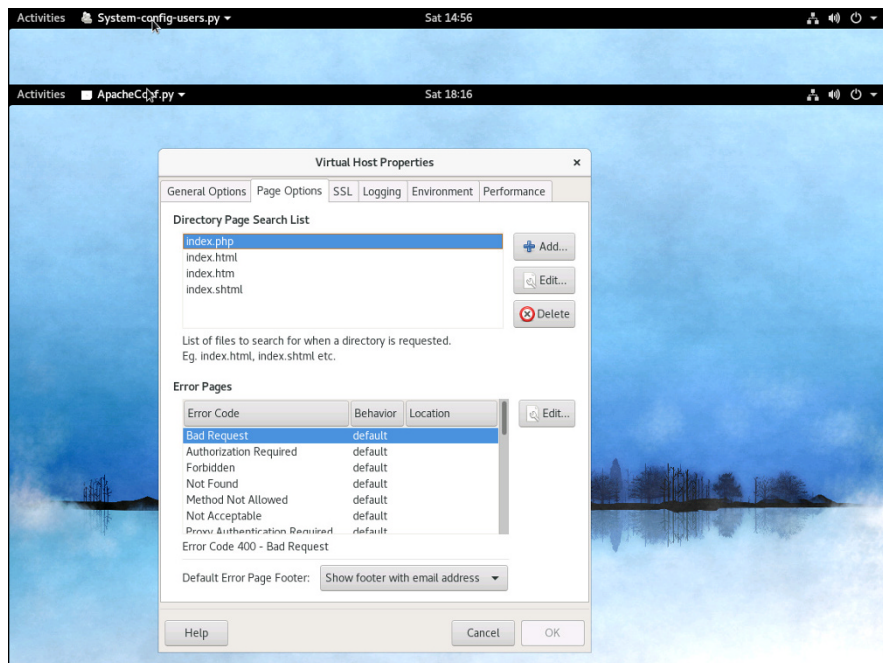 Activities System-config-users.py Sat 14:56
Activities ApacheConf.py Sat 18:16
Virtual Host Properties
General Options Page Options SSL Logging Environment Performance
Directory Page Search List
index.php
Add...
index.html
index.htm
Edit...
index.shtml
Delete
List of files to search for when a directory is requested.
Eg. index.html, index.shtml etc.
Error Pages
Error Code Behavior Location
Edit...
Bad Request default
Authorization Required default
Forbidden default
Not Found default
Method Not Allowed default
Not Acceptable default
Proxy Authentication Required default
Error Code 400 - Bad Request
Default Error Page Footer: Show footer with email address
Help Cancel OK